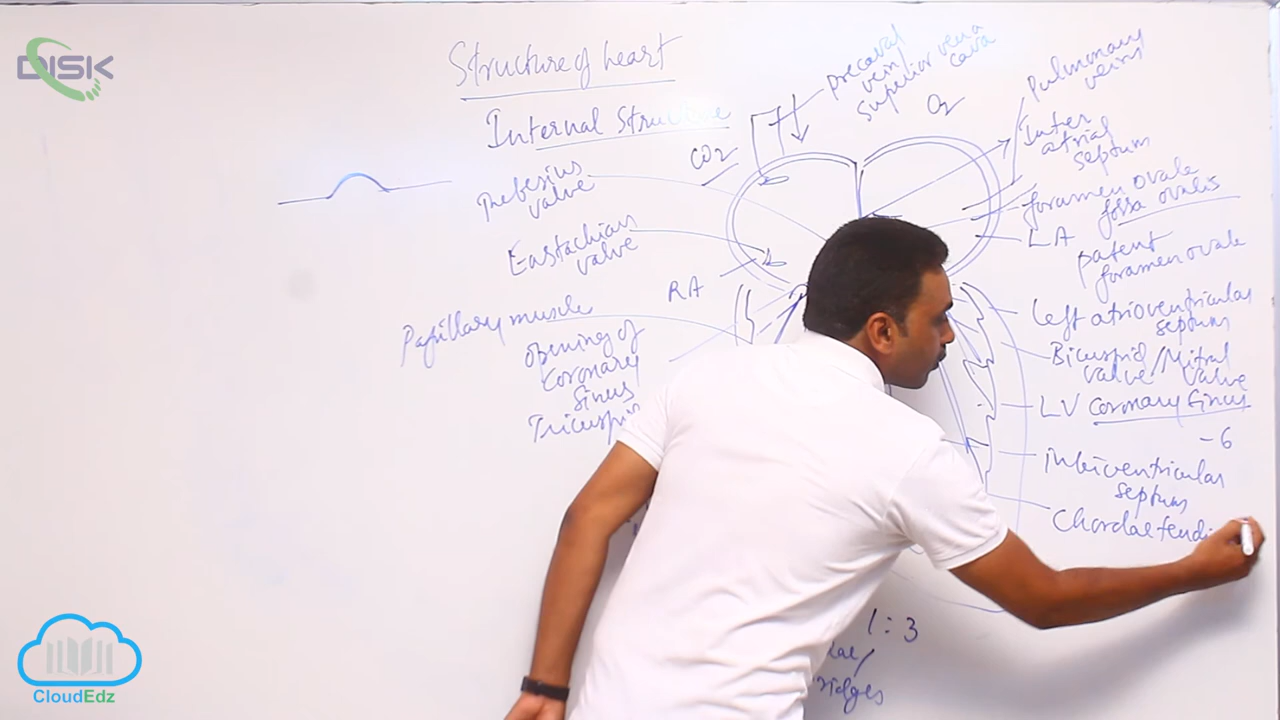 DISK
Structure of heart
Internal Structure
precaval
vein/
superior vena
cava
O2
Pulmonary
veins
CO2
Inter
atrial
septum
Thebesius
valve
foramen ovale
fossa ovalis
Eustachian
valve
LA
patent
foramen ovale
RA
Papillary muscle
opening of
coronary
sinus
Left atrioventricular
septum
Bicuspid
valve/Mitral
valve
Tricuspid
LV
Coronary sinus
-6
Interventricular
septum
Chordae tendi
1:3
ridges
CloudEdz